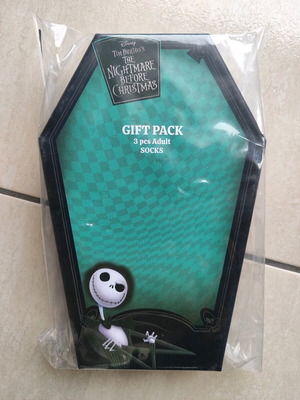 Disney
TIM BURTON'S
THE
NIGHTMARE
BEFORE
CHRISTMAS
GIFT PACK
3 pcs Adult
SOCKS